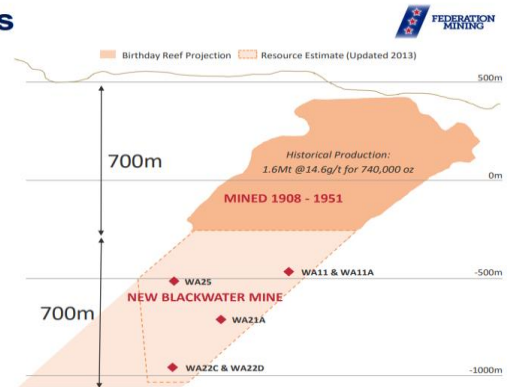 s
FEDERATION
MINING
Birthday Reef Projection
Resource Estimate (Updated 2013)
500m
700m
Historical Production:
1.6Mt @14.6g/t for 740,000 oz
0m
MINED 1908 - 1951
-500m
WA11 & WA11A
WA25
NEW BLACKWATER MINE
700m
WA21A
WA22C & WA22D
-1000m